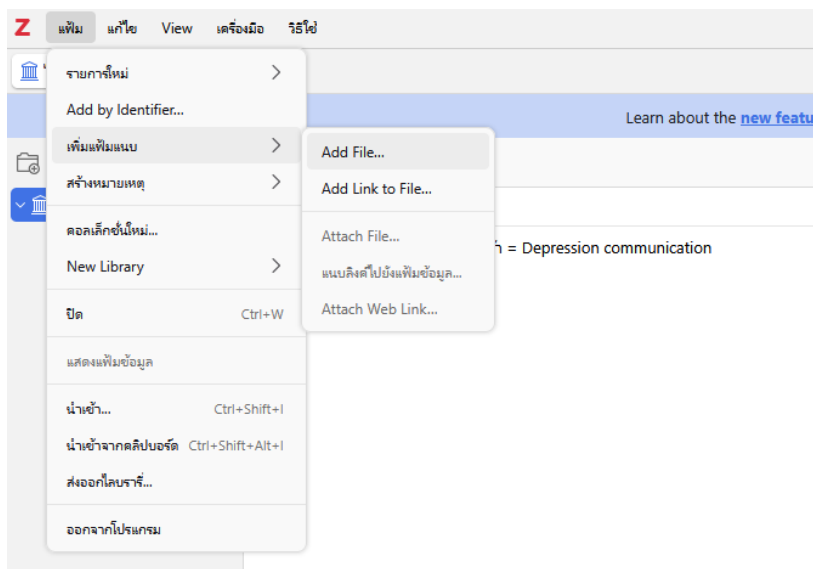 Z แฟ้ม แก้ไข View เครื่องมือ วิธีใช้
Learn about the new featu
รายการใหม่
Add by Identifier...
เพิ่มแฟ้มแนบ
สร้างหมายเหตุ
คอลเล็กชั่นใหม่...
New Library
ปิด Ctrl+W
แสดงแฟ้มข้อมูล
นำเข้า... Ctrl+Shift+I
นำเข้าจากคลิปบอร์ด Ctrl+Shift+Alt+I
ส่งออกไลบรารี่...
ออกจากโปรแกรม
Add File...
Add Link to File...
Attach File...
แนบลิงค์ไปยังแฟ้มข้อมูล...
Attach Web Link...
= Depression communication